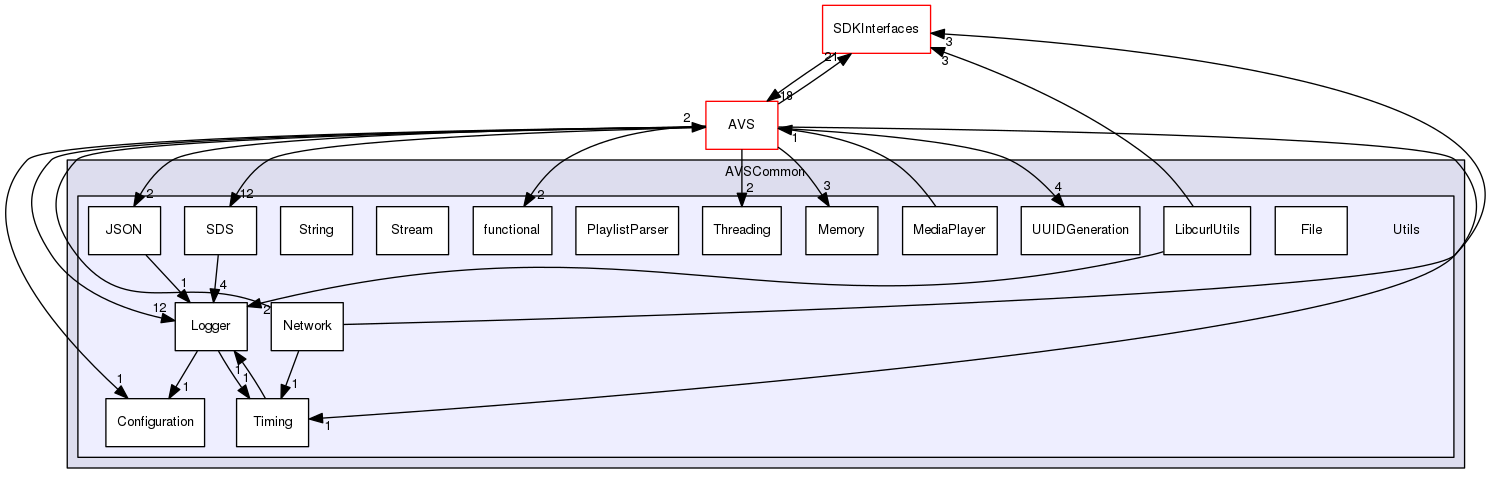 SDKInterfaces
3
21
3
18
AVS
2
1
AVSCommon
2
12
2
2
3
4
JSON
SDS
String
Stream
functional
PlaylistParser
Threading
Memory
MediaPlayer
UUIDGeneration
LibcurlUtils
File
Utils
1
4
12
2
Logger
Network
1
1
1
1
1
Configuration
Timing
1